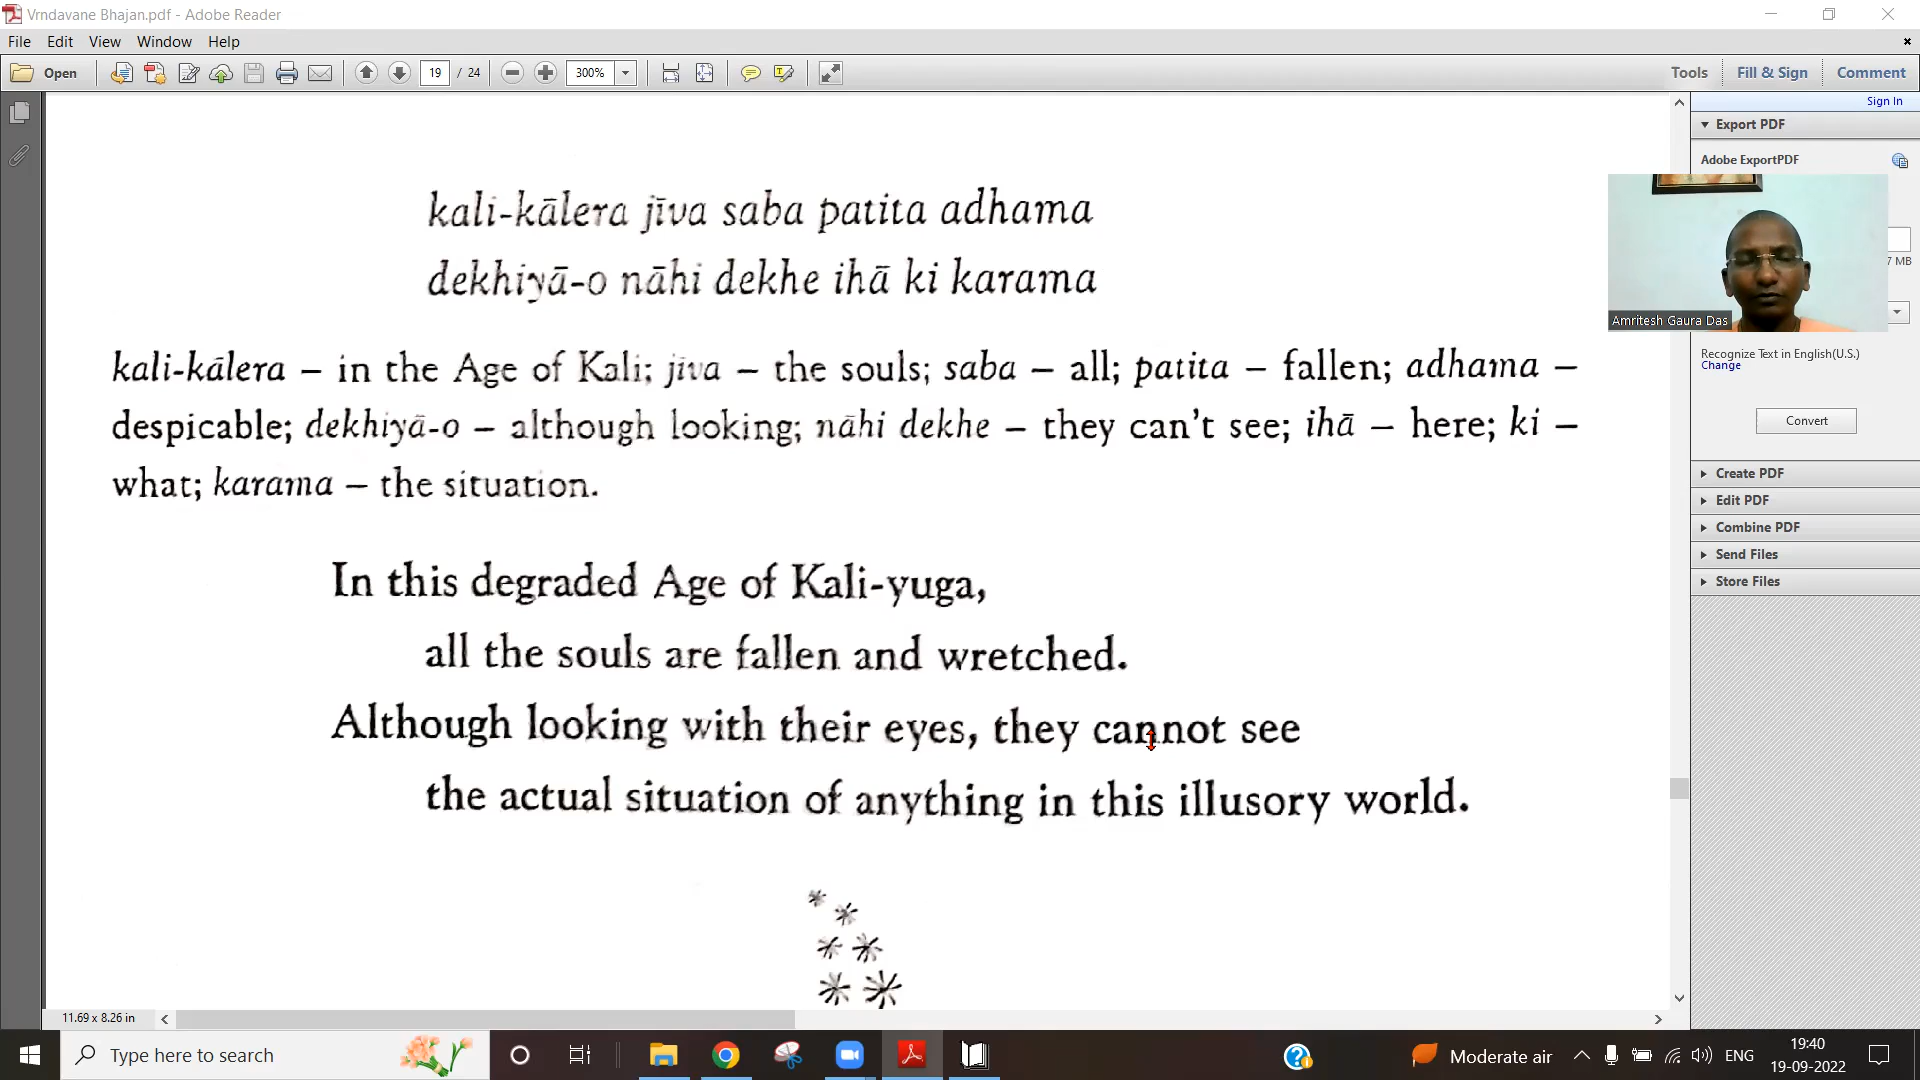 Vrndavane Bhajan.pdf - Adobe Reader
File Edit View Window Help
Open 19 / 24 300% Tools Fill & Sign Comment
Sign In
Export PDF
Adobe ExportPDF
kali-kālera jīva saba patita adhama
dekhiyā-o nāhi dekhe ihā ki karama
7 MB
Amritesh Gaura Das
Recognize Text in English(U.S.)
Change
kali-kālera – in the Age of Kali; jīva – the souls; saba – all; patita – fallen; adhama –
despicable; dekhiyā-o – although looking; nāhi dekhe – they can't see; ihā – here; ki –
what; karama – the situation.
Convert
Create PDF
Edit PDF
Combine PDF
Send Files
Store Files
In this degraded Age of Kali-yuga,
all the souls are fallen and wretched.
Although looking with their eyes, they cannot see
the actual situation of anything in this illusory world.
11.69 x 8.26 in
Type here to search
Moderate air
ENG
19:40
19-09-2022